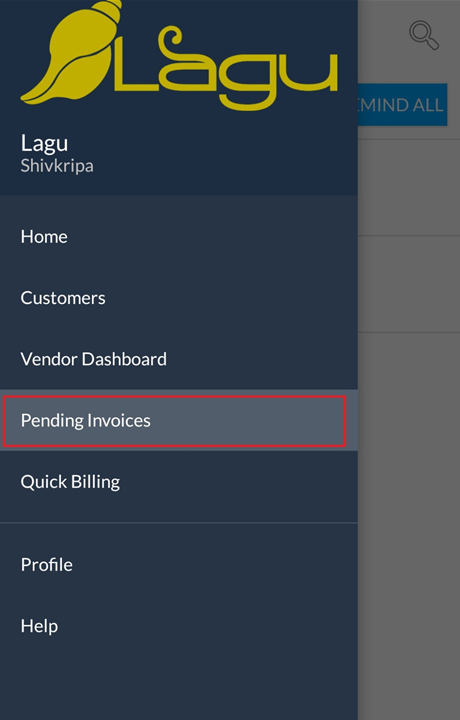 Lagu
EMIND ALL
Lagu
Shivkripa
Home
Customers
Vendor Dashboard
Pending Invoices
Quick Billing
Profile
Help